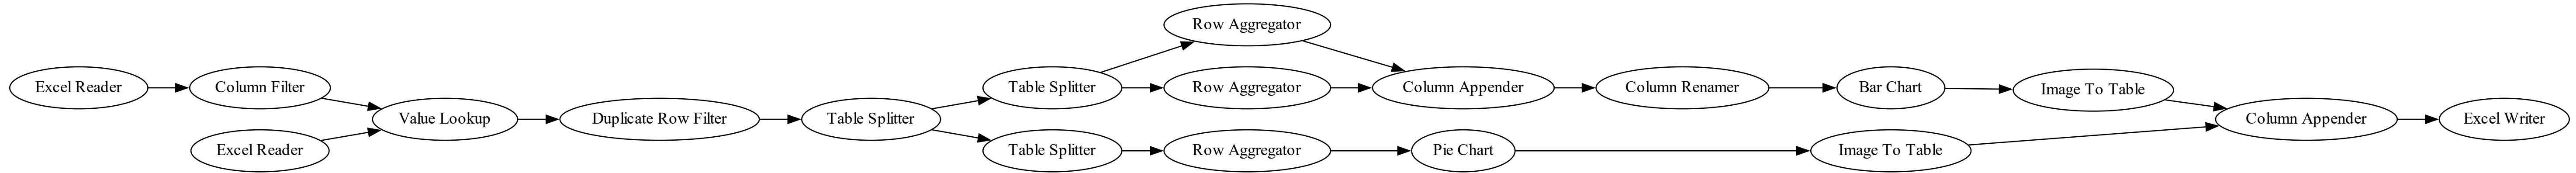 Excel Reader
Column Filter
Excel Reader
Value Lookup
Duplicate Row Filter
Table Splitter
Table Splitter
Table Splitter
Row Aggregator
Row Aggregator
Row Aggregator
Column Appender
Pie Chart
Column Renamer
Bar Chart
Image To Table
Image To Table
Column Appender
Excel Writer